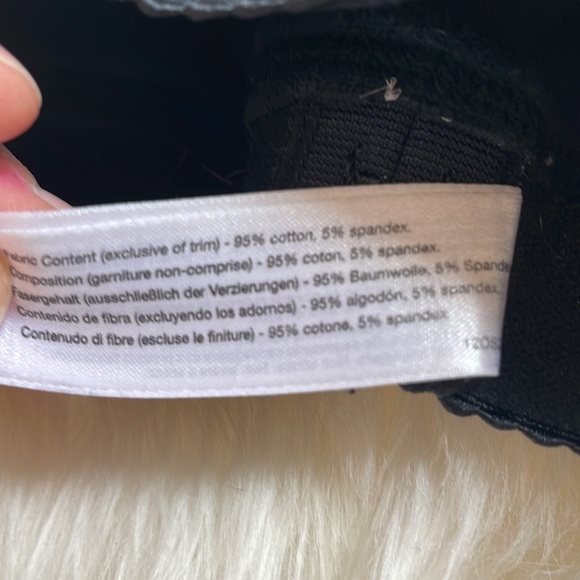 abric Content (exclusive of trim) - 95% cotton, 5% spandex.
Composition (garniture non-comprise) - 95% coton, 5% spandex.
Fasergehalt (ausschließlich der Verzierungen) - 95% Baumwolle, 5% Spande
Contenido de fibra (excluyendo los adornos) - 95% algodón, 5% spandex.
Contenudo di fibre (escluse le finiture) - 95% cotone, 5% spandex.